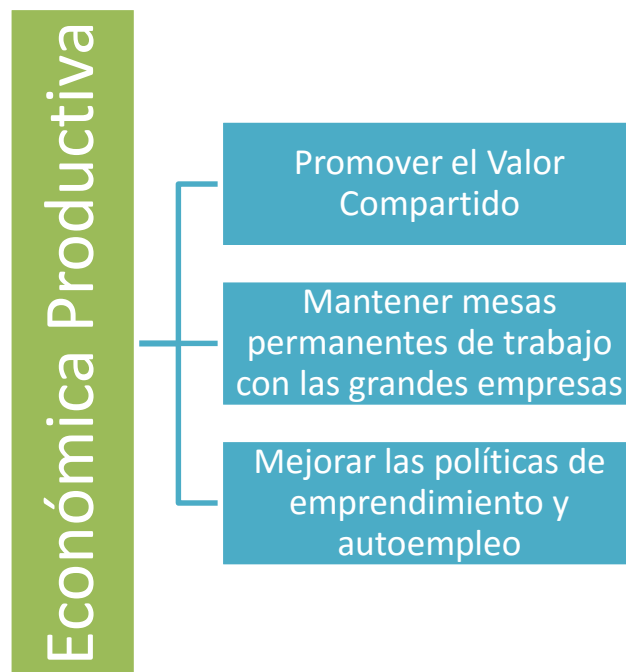 Económica Productiva
Promover el Valor
Compartido
Mantener mesas
permanentes de trabajo
con las grandes empresas
Mejorar las políticas de
emprendimiento y
autoempleo